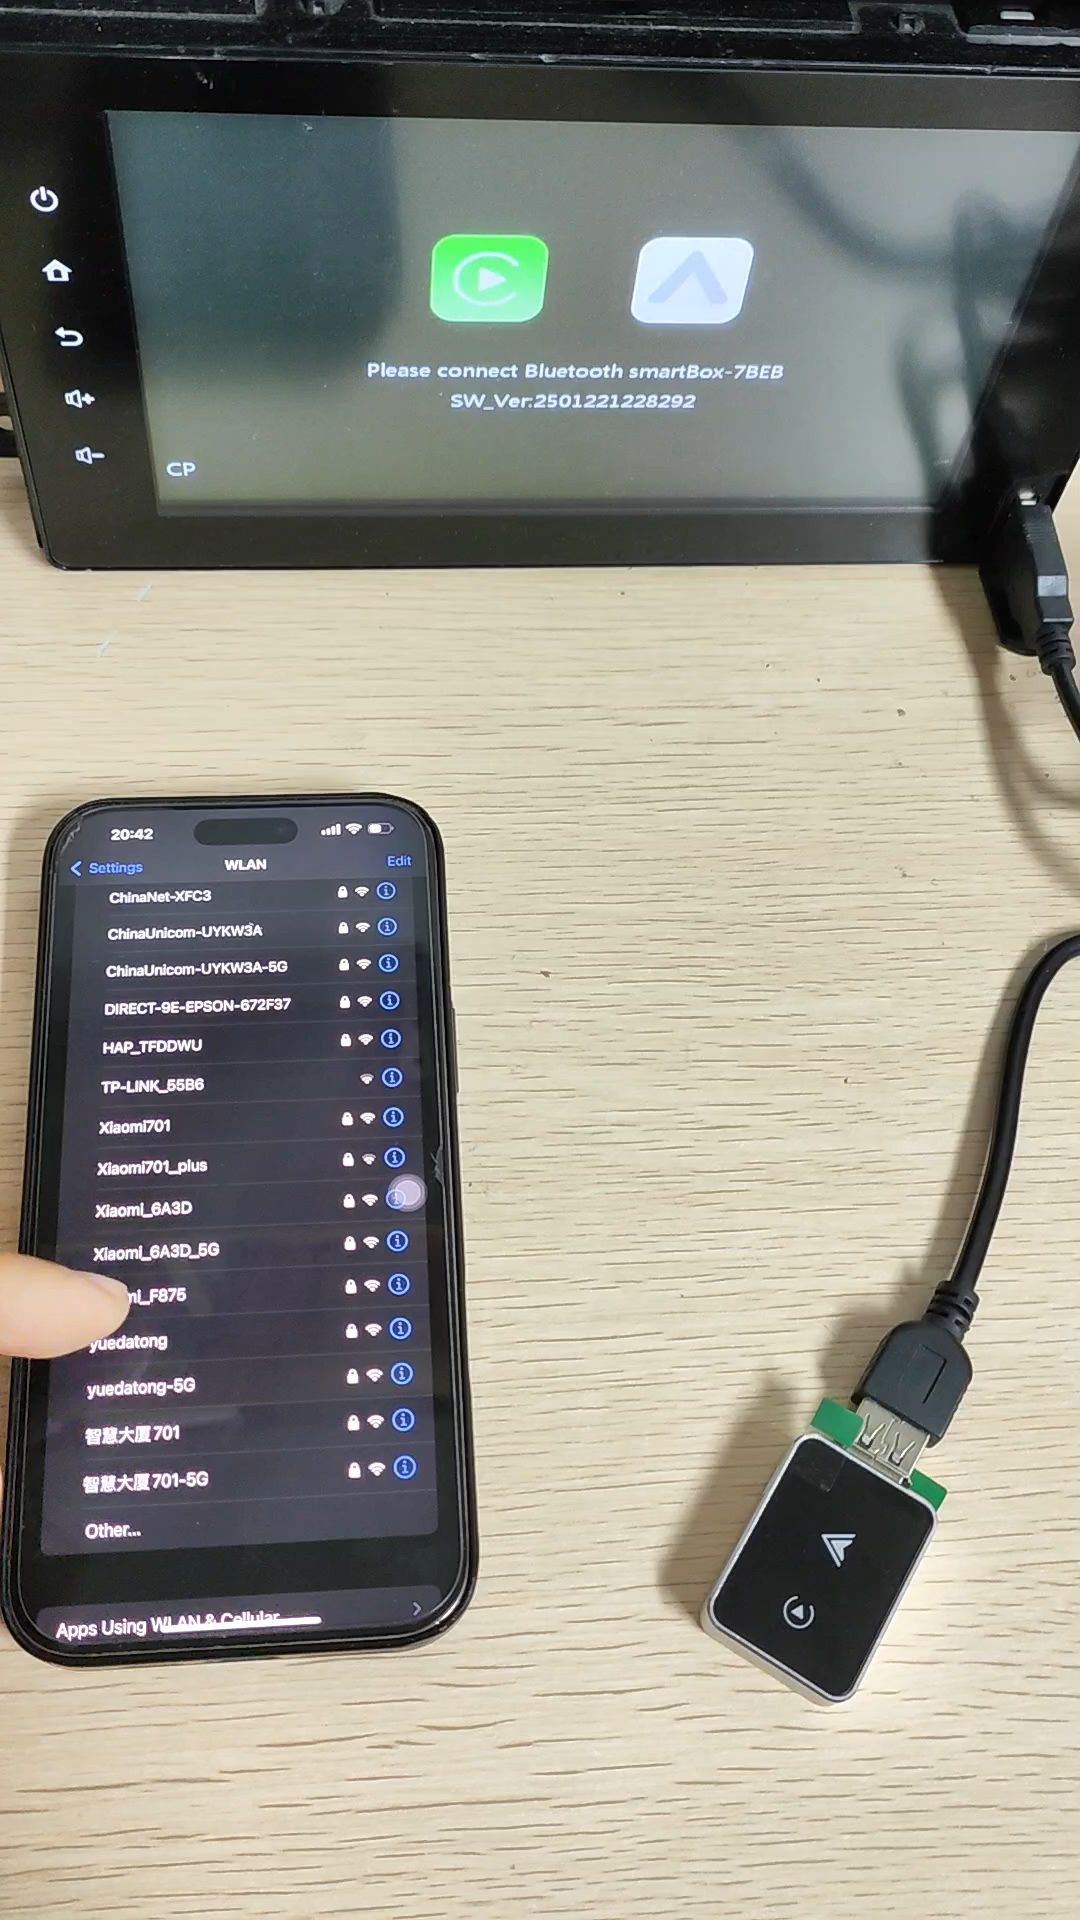 Please connect Bluetooth smartBox-7BEB
SW_Ver:2501221228292
CP
20:42
Settings
WLAN
Edit
ChinaNet-XFC3
ChinaUnicom-UYKW3A
ChinaUnicom-UYKW3A-5G
DIRECT-9E-EPSON-672F37
HAP_TFDDWU
TP-LINK_55B6
Xiaomi701
Xiaomi701_plus
Xiaomi_6A3D
Xiaomi_6A3D_5G
mi_F875
yuedatong
yuedatong-5G
智慧大厦701
智慧大厦701-5G
Other...
Apps Using WLAN & Cellular